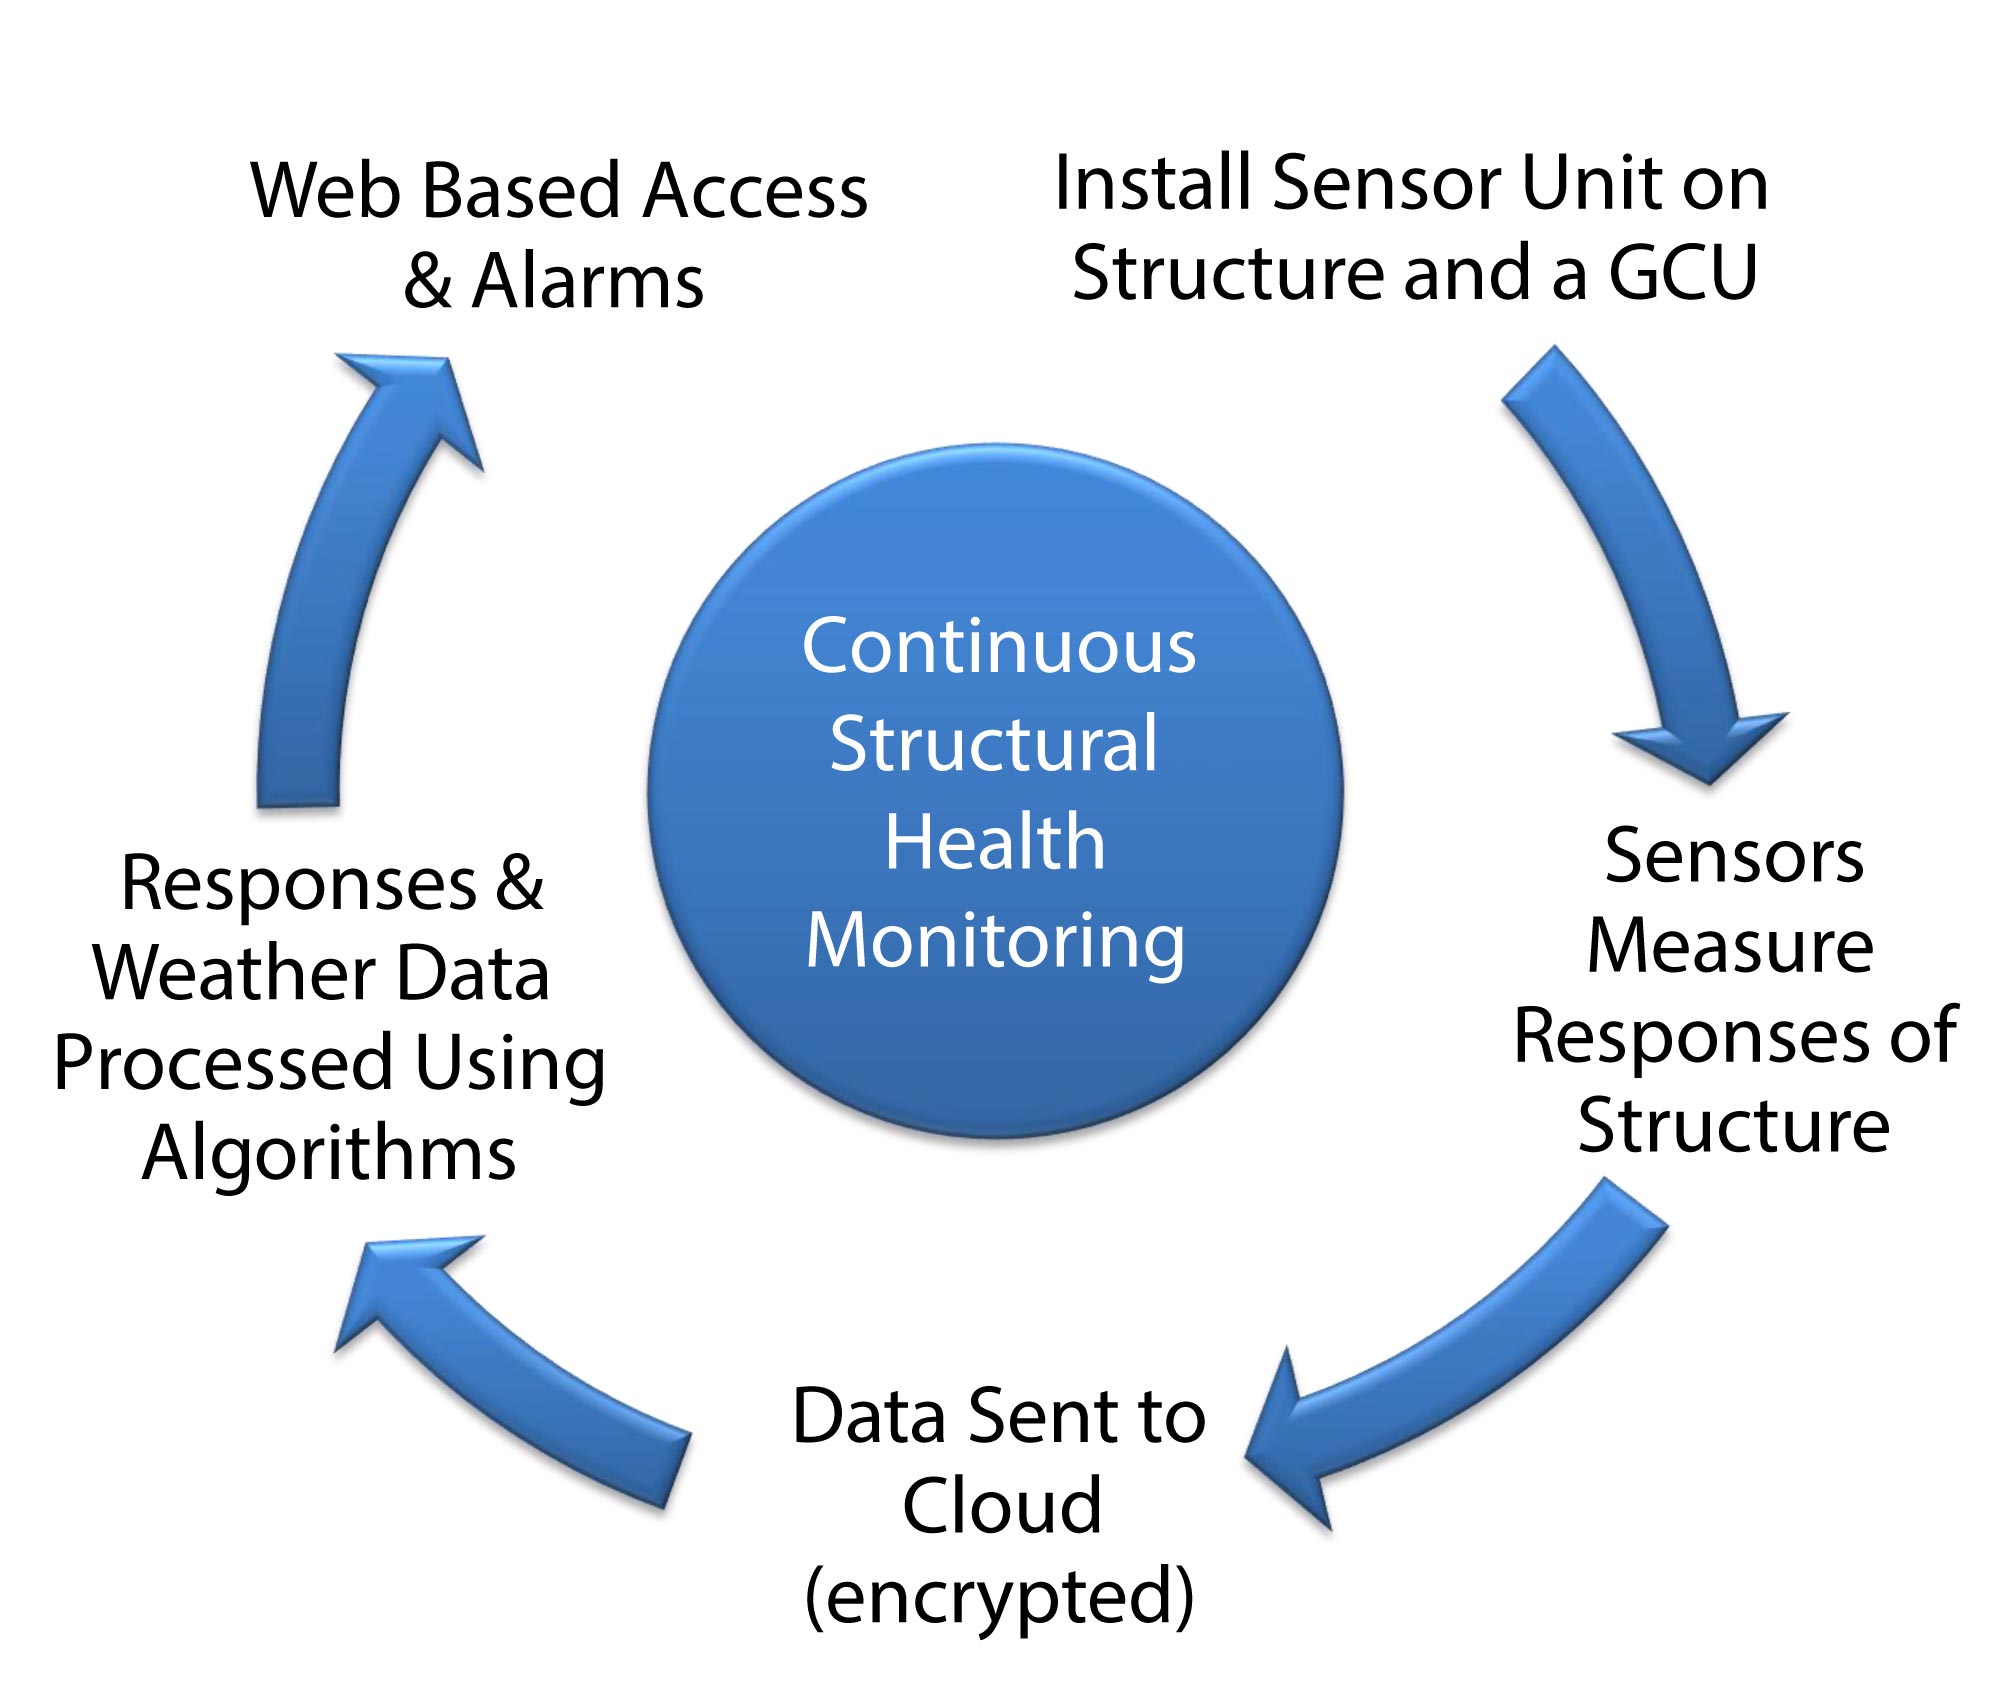 Web Based Access
& Alarms
Install Sensor Unit on
Structure and a GCU
Continuous
Structural
Health
Monitoring
Sensors
Measure
Responses of
Structure
Data Sent to
Cloud
(encrypted)
Responses &
Weather Data
Processed Using
Algorithms